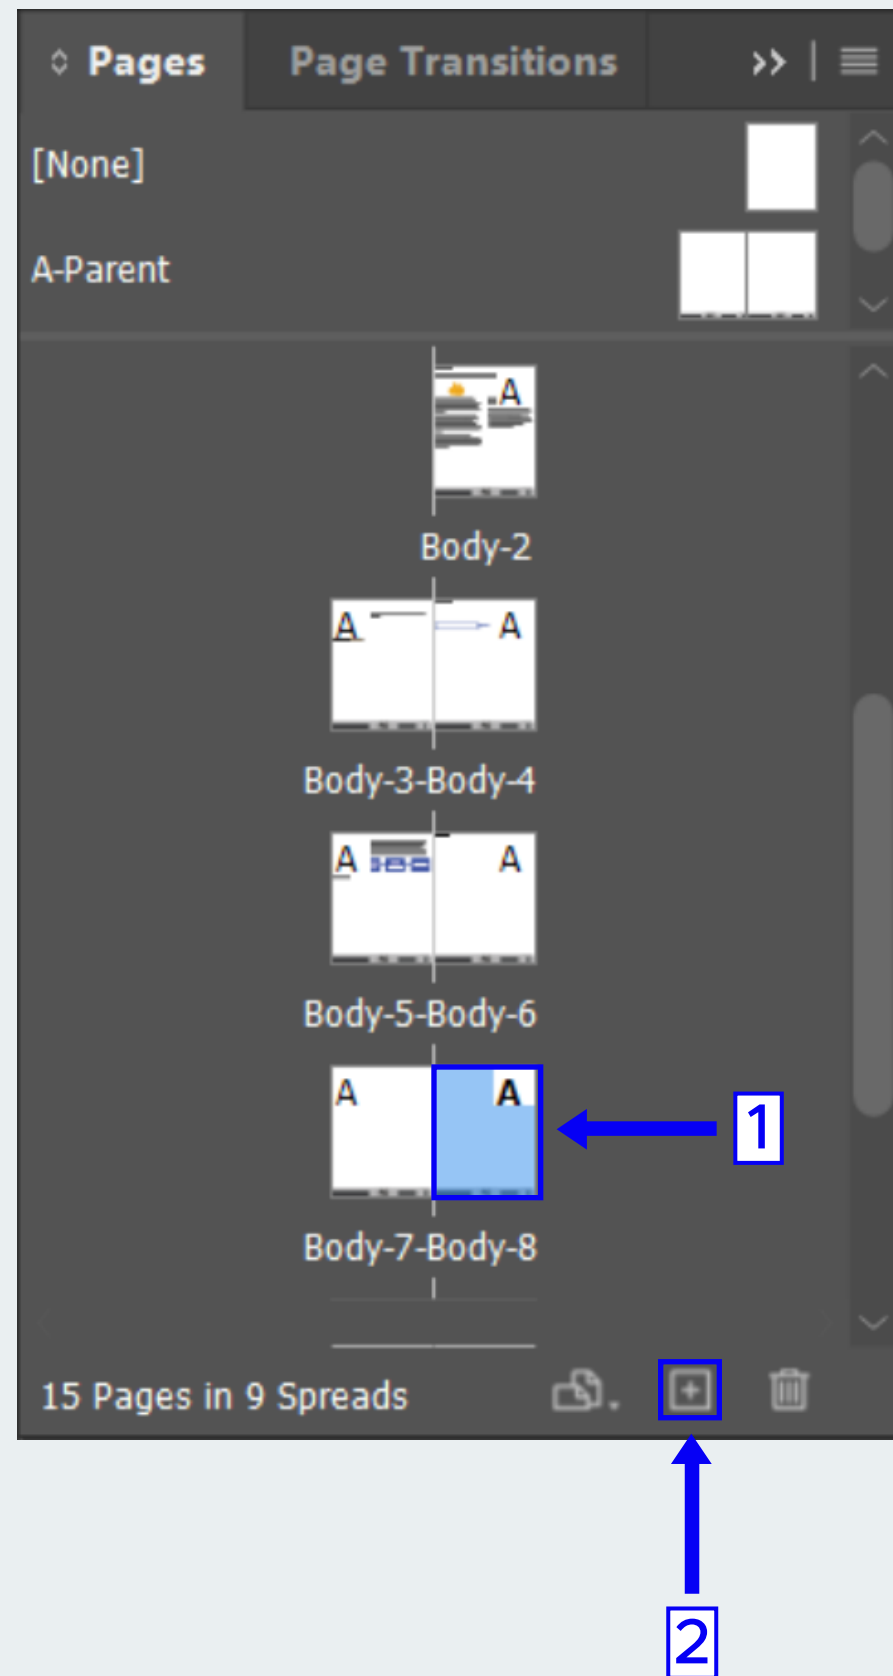 Pages Page Transitions
[None]
A-Parent
A
Body-2
A A
Body-3-Body-4
A A
Body-5-Body-6
A A
1
Body-7-Body-8
15 Pages in 9 Spreads
2